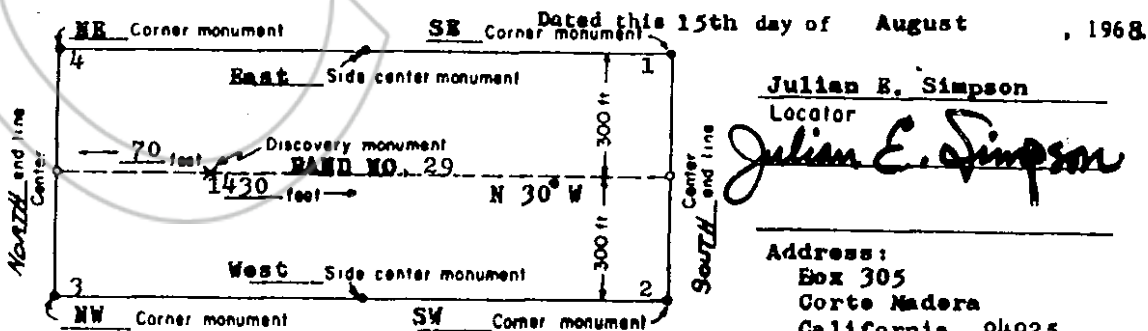 Dated this 15th day of August, 1968.
NE Corner monument
SE Corner monument
4
1
East Side center monument
300 ft
Julian E. Simpson
Locator
Julian E. Simpson
NORTH end line
Center
70 feet
Discovery monument
BAND NO. 29
1430 feet
N 30° W
Center
SOUTH end line
300 ft
West Side center monument
3
2
NW Corner monument
SW Corner monument
Address:
Box 305
Corte Madera
California 94925